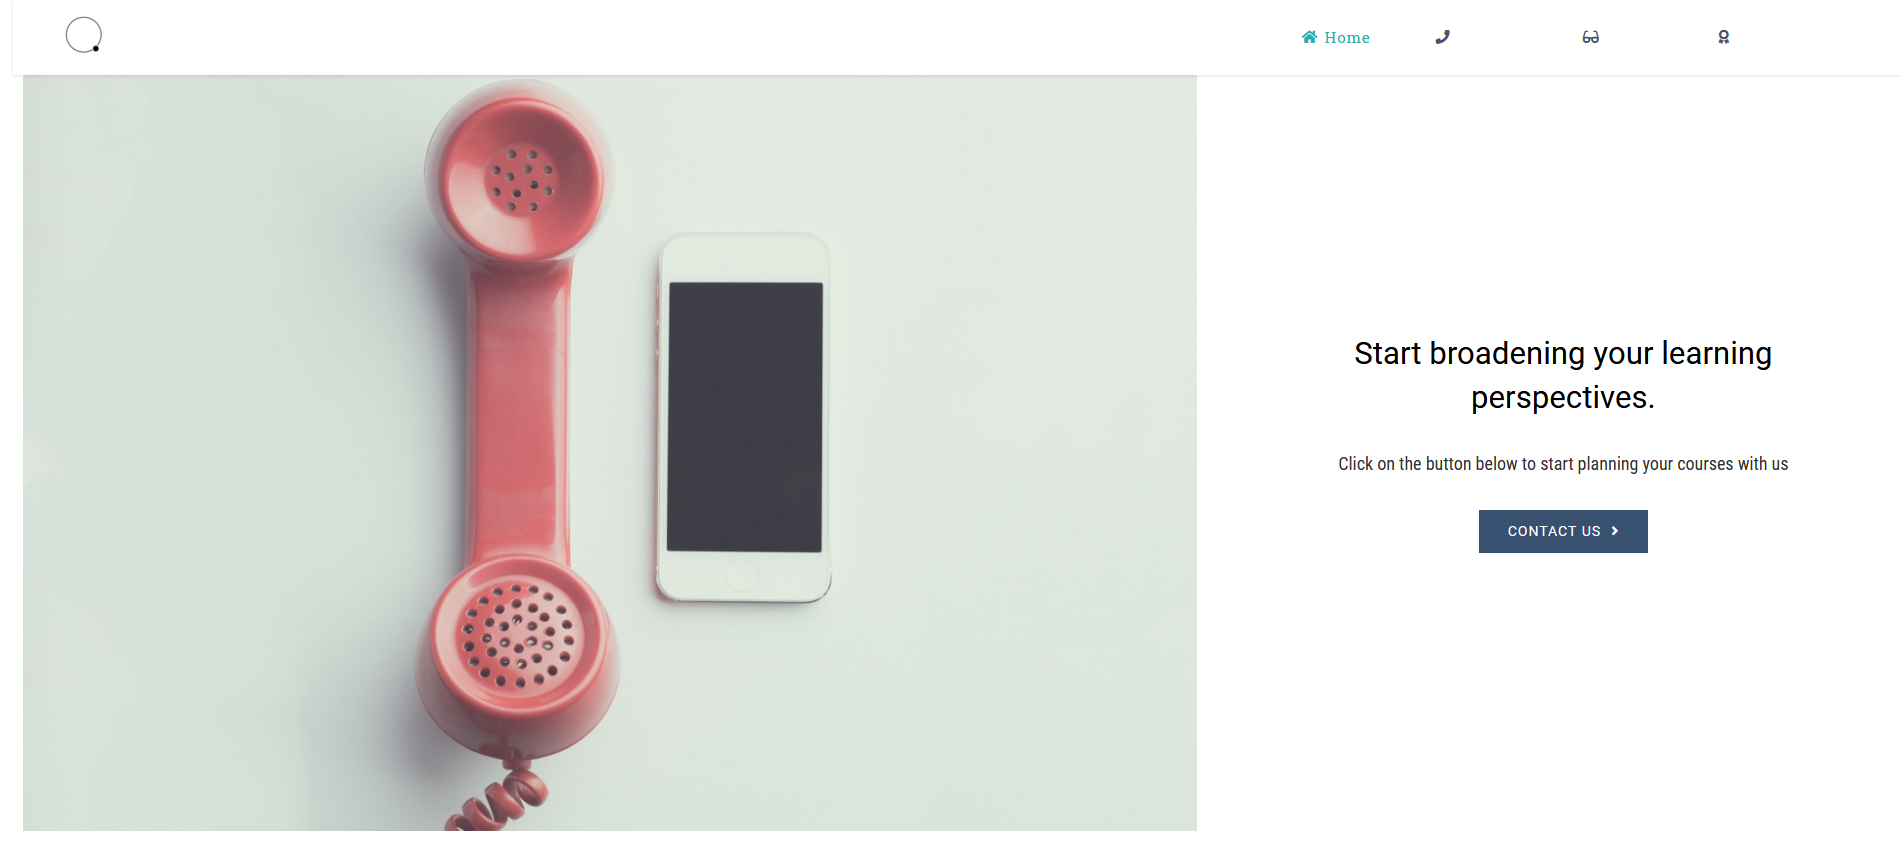 Home
Start broadening your learning
perspectives.
Click on the button below to start planning your courses with us
CONTACT US